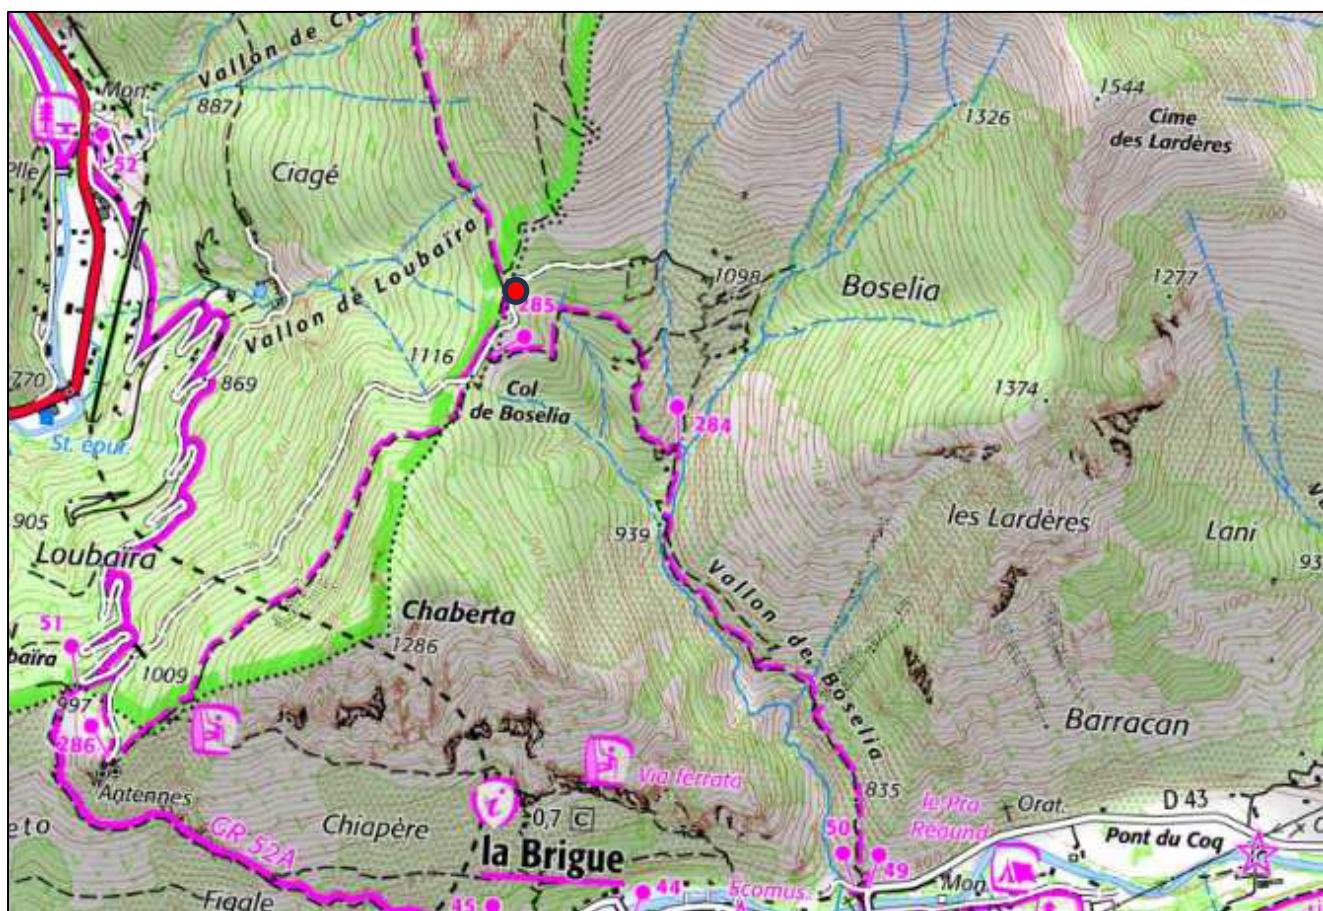 Vallon de
1544
Mon.
887
1326
Cime
des Lardères
52
Ciagé
Vallon de Loubaïra
1098
Boselia
1277
285
1116
770
869
Col
de Boselia
1374
284
St. épur.
905
939
les Lardères
Lani
Loubaïra
Vallon de Boselia
51
Chaberta
baïra
1286
1009
997
286
Barracan
Via ferrata
Antennes
835
le Pra
Réound
Orat.
D 43
GR 52A
Chiapère
0,7 C
50
Pont du Coq
la Brigue
49
Mon.
Figale
45
44
Ecomus.